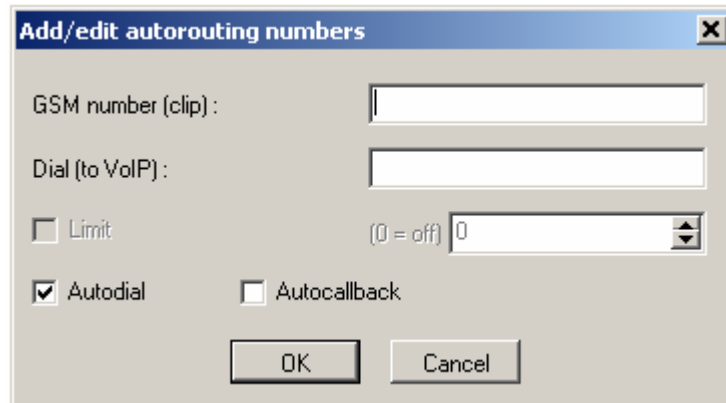 Add/edit autorouting numbers
GSM number (clip) :
Dial (to VoIP) :
Limit (0 = off) 0
Autodial Autocallback
OK Cancel